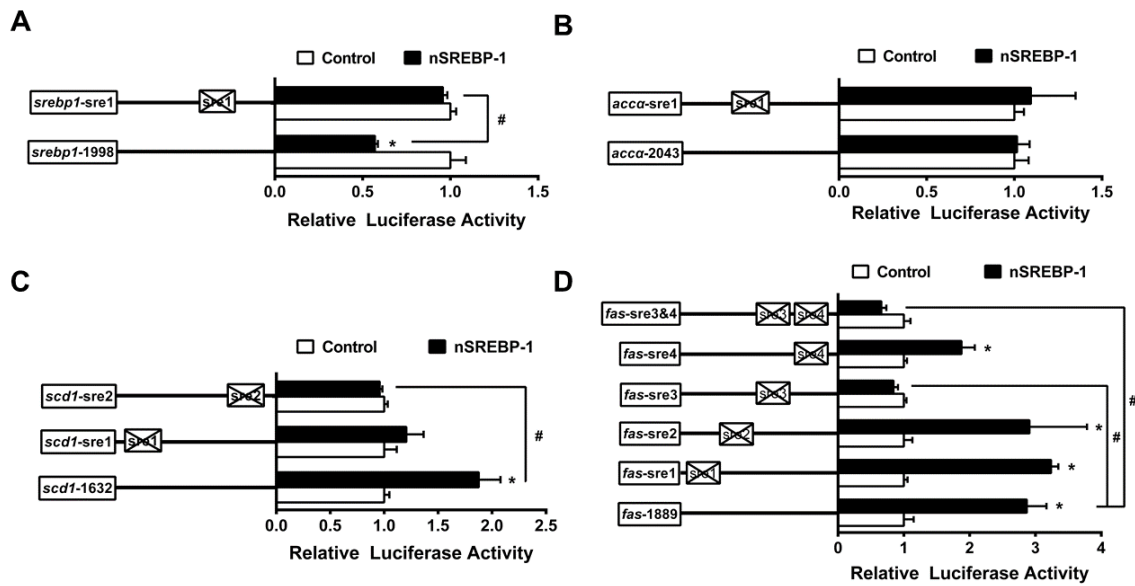 A
Control nSREBP-1
srebp1-sre1 sre1
srebp1-1998
* #
0.0 0.5 1.0 1.5
Relative Luciferase Activity
B
Control nSREBP-1
accα-sre1 sre1
accα-2043
0.0 0.5 1.0 1.5
Relative Luciferase Activity
C
Control nSREBP-1
scd1-sre2 sre2
scd1-sre1 sre1
#
scd1-1632 *
0.0 0.5 1.0 1.5 2.0 2.5
Relative Luciferase Activity
D
Control nSREBP-1
fas-sre3&4 sre3 sre4
fas-sre4 sre4 *
fas-sre3 sre3
#
fas-sre2 sre2 *
#
fas-sre1 sre1 *
fas-1889 *
0 1 2 3 4
Relative Luciferase Activity